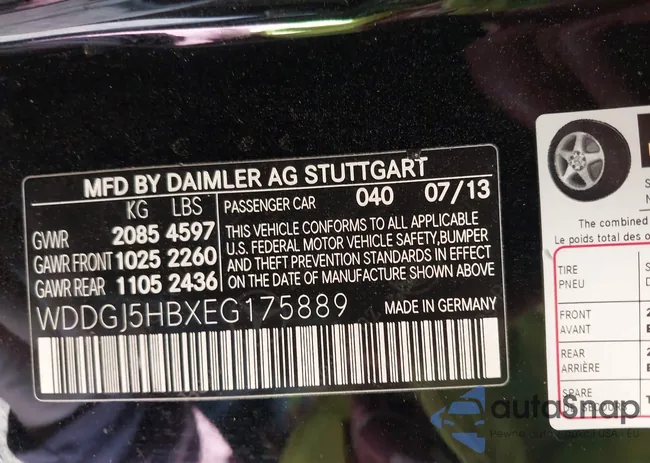 MFD BY DAIMLER AG STUTTGART
KG LBS
PASSENGER CAR 040 07/13
GVWR 2085 4597
GAWR FRONT 1025 2260
GAWR REAR 1105 2436
THIS VEHICLE CONFORMS TO ALL APPLICABLE
U.S. FEDERAL MOTOR VEHICLE SAFETY, BUMPER
AND THEFT PREVENTION STANDARDS IN EFFECT
ON THE DATE OF MANUFACTURE SHOWN ABOVE
WDDGJ5HBXEG175889
MADE IN GERMANY
The combined
Le poids total des o
TIRE
PNEU
FRONT
AVANT
REAR
ARRIÈRE
SPARE
DE SECOURS
autoSnap